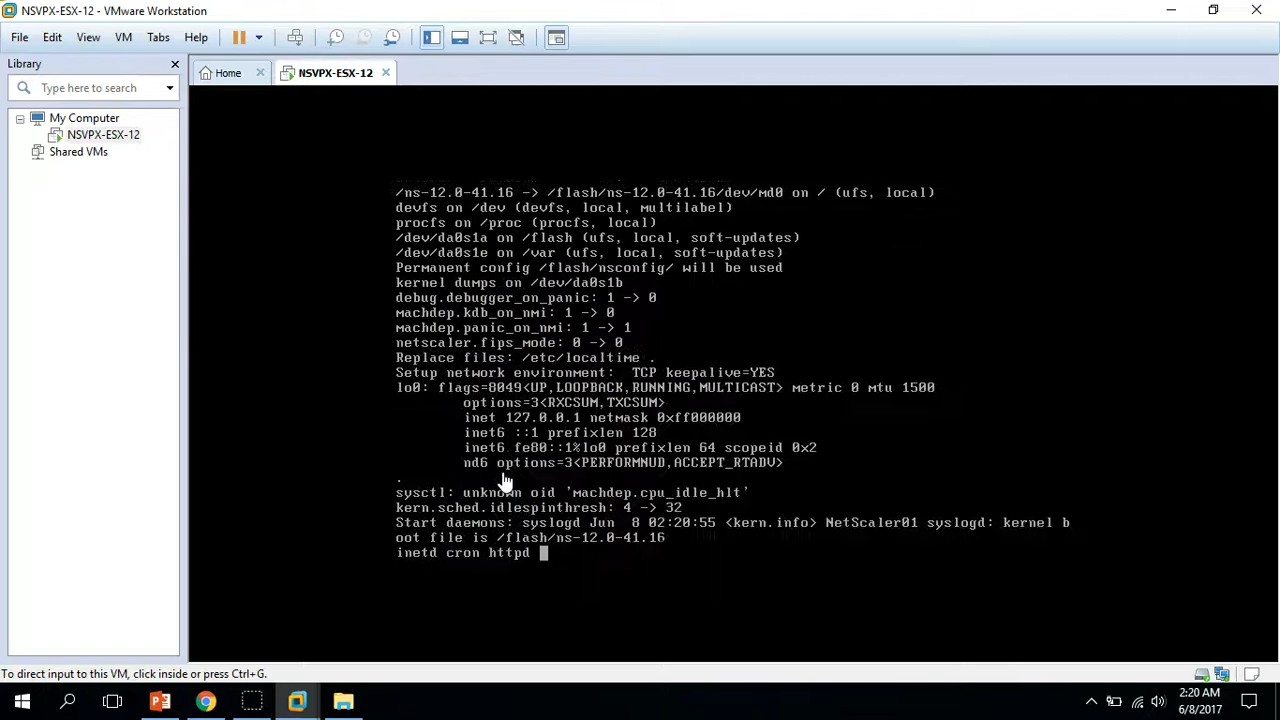 NSVPX-ESX-12 - VMware Workstation
File Edit View VM Tabs Help
Library
Type here to search
My Computer
NSVPX-ESX-12
Shared VMs
Home
NSVPX-ESX-12
/ns-12.0-41.16 -> /flash/ns-12.0-41.16/dev/md0 on / (ufs, local)
devfs on /dev (devfs, local, multilabel)
procfs on /proc (procfs, local)
/dev/da0s1a on /flash (ufs, local, soft-updates)
/dev/da0s1e on /var (ufs, local, soft-updates)
Permanent config /flash/nsconfig/ will be used
kernel dumps on /dev/da0s1b
debug.debugger_on_panic: 1 -> 0
machdep.kdb_on_nmi: 1 -> 0
machdep.panic_on_nmi: 1 -> 1
netscaler.fips_mode: 0 -> 0
Replace files: /etc/localtime .
Setup network environment:  TCP keepalive=YES
lo0: flags=8049<UP,LOOPBACK,RUNNING,MULTICAST> metric 0 mtu 1500
options=3<RXCSUM,TXCSUM>
inet 127.0.0.1 netmask 0xff000000
inet6 ::1 prefixlen 128
inet6 fe80::1%lo0 prefixlen 64 scopeid 0x2
nd6 options=3<PERFORMNUD,ACCEPT_RTADV>
.
sysctl: unknown oid 'machdep.cpu_idle_hlt'
kern.sched.idlespinthresh: 4 -> 32
Start daemons: syslogd Jun  8 02:20:55 <kern.info> NetScaler01 syslogd: kernel b
oot file is /flash/ns-12.0-41.16
inetd cron httpd
To direct input to this VM, click inside or press Ctrl+G.
2:20 AM
6/8/2017